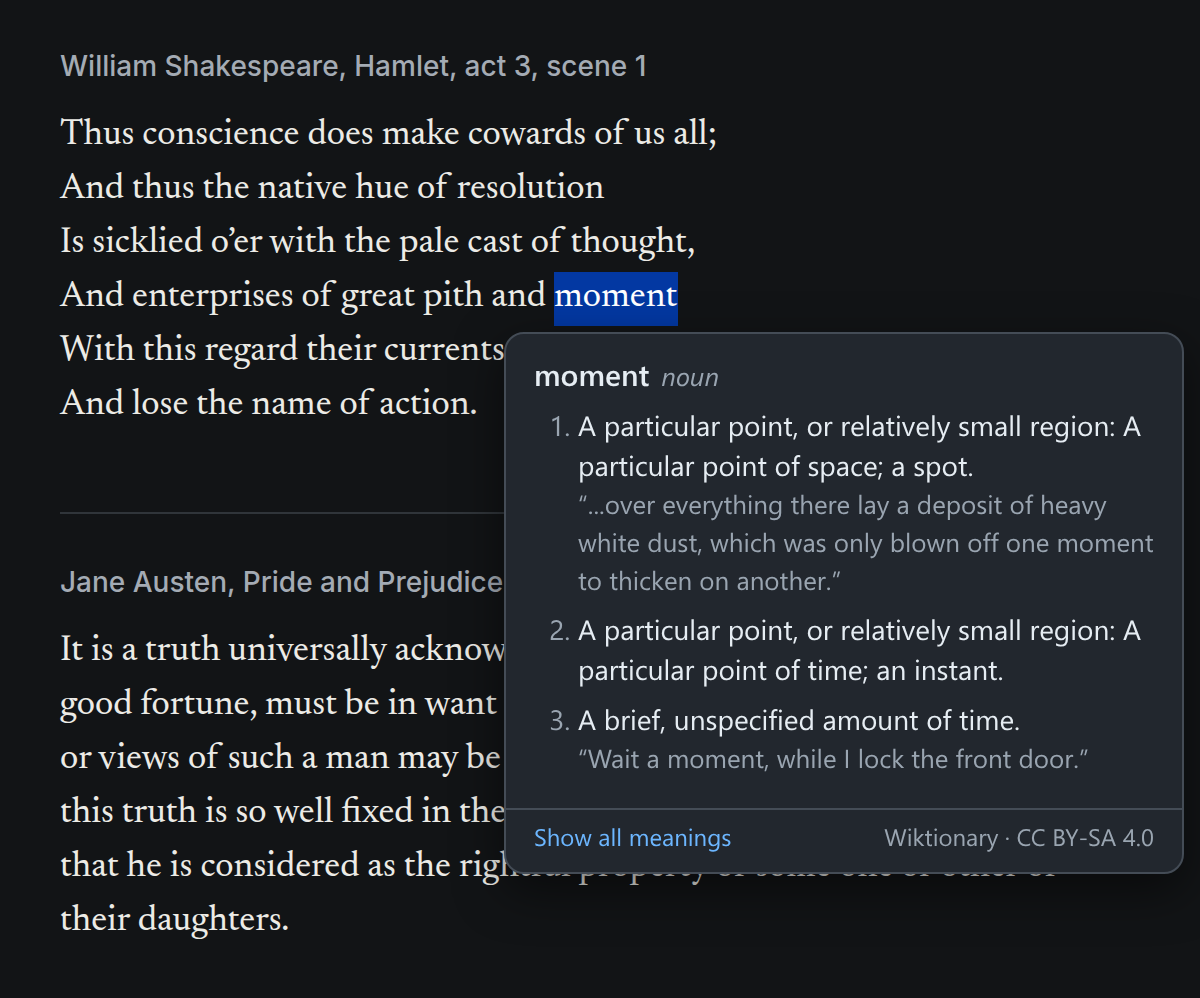 William Shakespeare, Hamlet, act 3, scene 1
Thus conscience does make cowards of us all;
And thus the native hue of resolution
Is sicklied o’er with the pale cast of thought,
And enterprises of great pith and moment
With this regard their currents
And lose the name of action.
moment noun
1. A particular point, or relatively small region: A
particular point of space; a spot.
“...over everything there lay a deposit of heavy
white dust, which was only blown off one moment
to thicken on another.”
2. A particular point, or relatively small region: A
particular point of time; an instant.
3. A brief, unspecified amount of time.
“Wait a moment, while I lock the front door.”
Show all meanings
Wiktionary · CC BY-SA 4.0
Jane Austen, Pride and Prejudice
It is a truth universally
good fortune, must be in want
or views of such a man may be
this truth is so well fixed in the
that he is considered as the
their daughters.